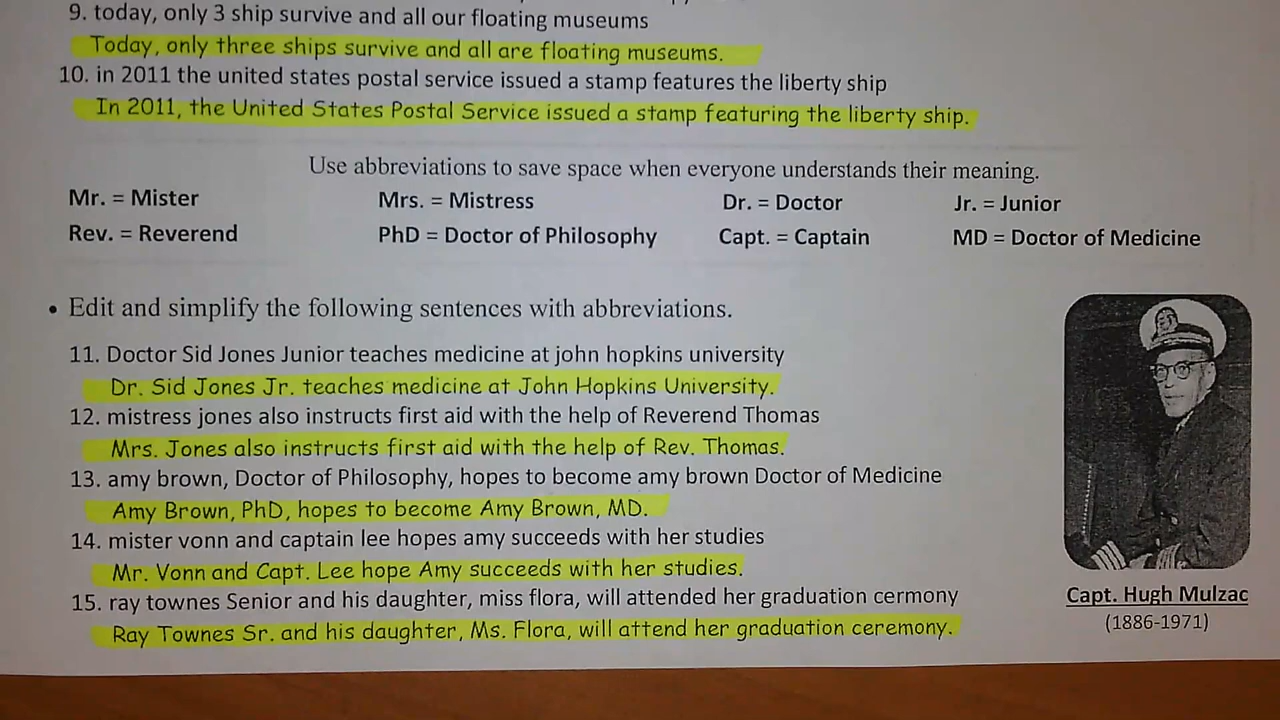 9. today, only 3 ship survive and all our floating museums
Today, only three ships survive and all are floating museums.
10. in 2011 the united states postal service issued a stamp features the liberty ship
In 2011, the United States Postal Service issued a stamp featuring the liberty ship.
Use abbreviations to save space when everyone understands their meaning.
Mr. = Mister Mrs. = Mistress Dr. = Doctor Jr. = Junior
Rev. = Reverend PhD = Doctor of Philosophy Capt. = Captain MD = Doctor of Medicine
• Edit and simplify the following sentences with abbreviations.
11. Doctor Sid Jones Junior teaches medicine at john hopkins university
Dr. Sid Jones Jr. teaches medicine at John Hopkins University.
12. mistress jones also instructs first aid with the help of Reverend Thomas
Mrs. Jones also instructs first aid with the help of Rev. Thomas.
13. amy brown, Doctor of Philosophy, hopes to become amy brown Doctor of Medicine
Amy Brown, PhD, hopes to become Amy Brown, MD.
14. mister vonn and captain lee hopes amy succeeds with her studies
Mr. Vonn and Capt. Lee hope Amy succeeds with her studies.
15. ray townes Senior and his daughter, miss flora, will attended her graduation cermony
Ray Townes Sr. and his daughter, Ms. Flora, will attend her graduation ceremony.
Capt. Hugh Mulzac
(1886-1971)